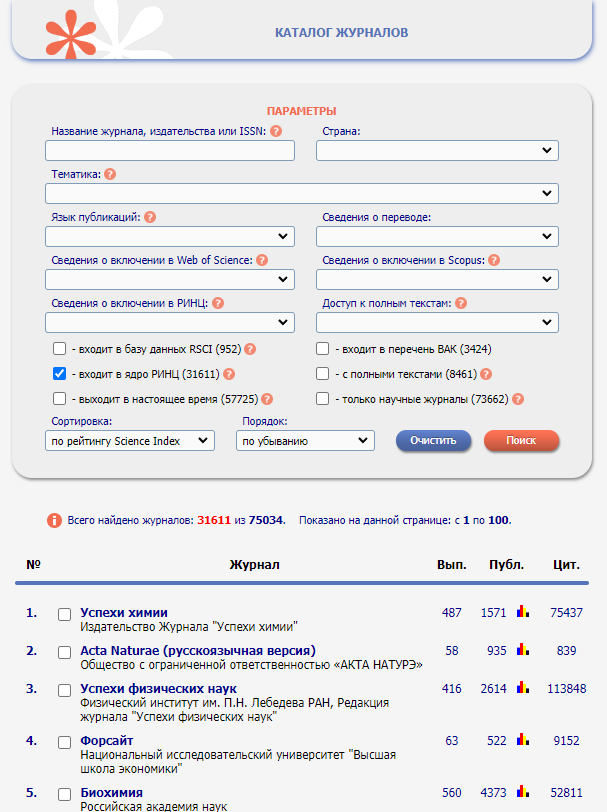 КАТАЛОГ ЖУРНАЛОВ
ПАРАМЕТРЫ
Название журнала, издательства или ISSN: ?
Страна:
Тематика: ?
Язык публикаций: ?
Сведения о переводе:
Сведения о включении в Web of Science: ?
Сведения о включении в Scopus: ?
Сведения о включении в РИНЦ: ?
Доступ к полным текстам: ?
- входит в базу данных RSCI (952) ?
- входит в перечень ВАК (3424)
- входит в ядро РИНЦ (31611) ?
- с полными текстами (8461) ?
- выходит в настоящее время (57725) ?
- только научные журналы (73662) ?
Сортировка:
Порядок:
по рейтингу Science Index
по убыванию
Очистить
Поиск
i Всего найдено журналов: 31611 из 75034. Показано на данной странице: с 1 по 100.
№ Журнал Вып. Публ. Цит.
1. Успехи химии 487 1571 75437
Издательство Журнала "Успехи химии"
2. Acta Naturae (русскоязычная версия) 58 935 839
Общество с ограниченной ответственностью «АКТА НАТУРЭ»
3. Успехи физических наук 416 2614 113848
Физический институт им. П.Н. Лебедева РАН, Редакция
журнала "Успехи физических наук"
4. Форсайт 63 522 9152
Национальный исследовательский университет "Высшая
школа экономики"
5. Биохимия 560 4373 52811
Российская академия наук